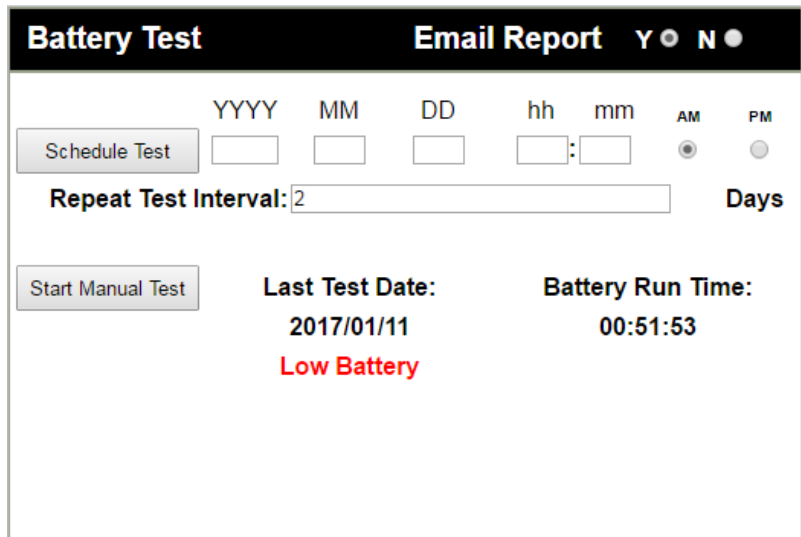 Battery Test Email Report Y N
YYYY MM DD hh mm AM PM
Schedule Test :
Repeat Test Interval: 2 Days
Start Manual Test Last Test Date: Battery Run Time:
2017/01/11 00:51:53
Low Battery